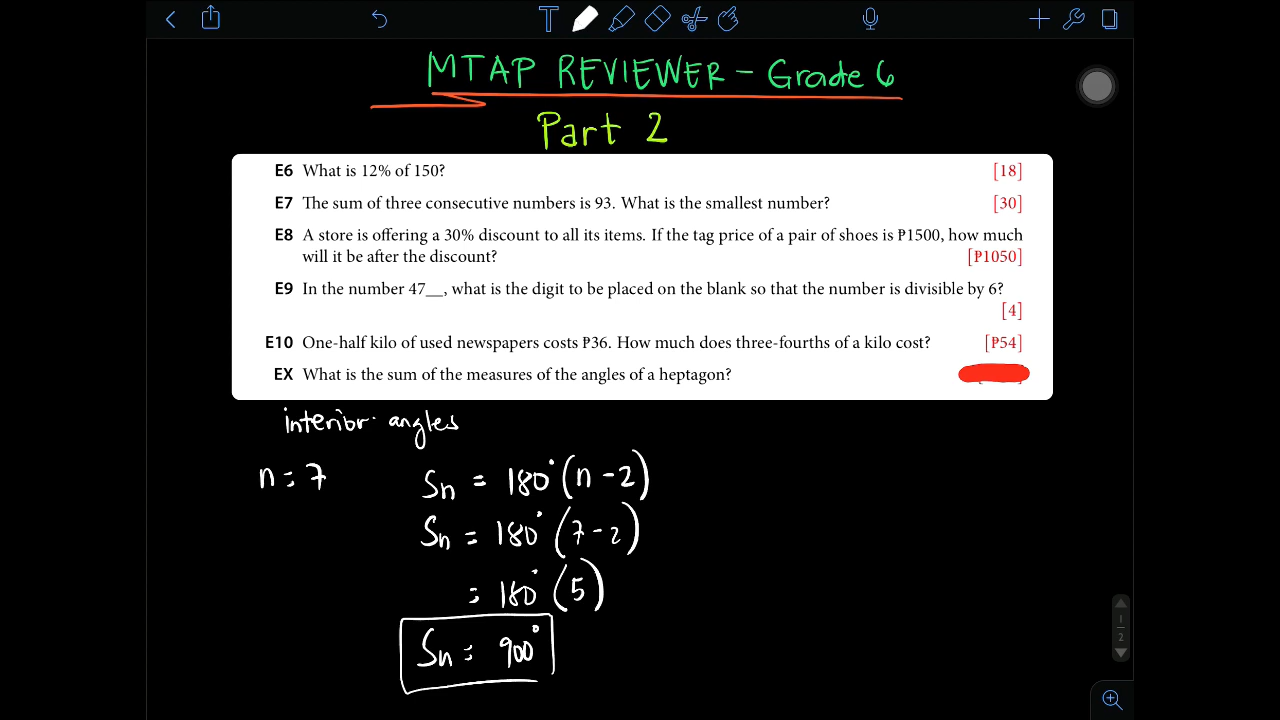 MTAP REVIEWER - Grade 6
Part 2
E6 What is 12% of 150? [18]
E7 The sum of three consecutive numbers is 93. What is the smallest number? [30]
E8 A store is offering a 30% discount to all its items. If the tag price of a pair of shoes is ₱1500, how much
will it be after the discount? [₱1050]
E9 In the number 47__, what is the digit to be placed on the blank so that the number is divisible by 6?
[4]
E10 One-half kilo of used newspapers costs ₱36. How much does three-fourths of a kilo cost? [₱54]
EX What is the sum of the measures of the angles of a heptagon?
interior angles
n = 7 Sn = 180°(n - 2)
Sn = 180°(7 - 2)
= 180°(5)
Sn = 900°
1
2